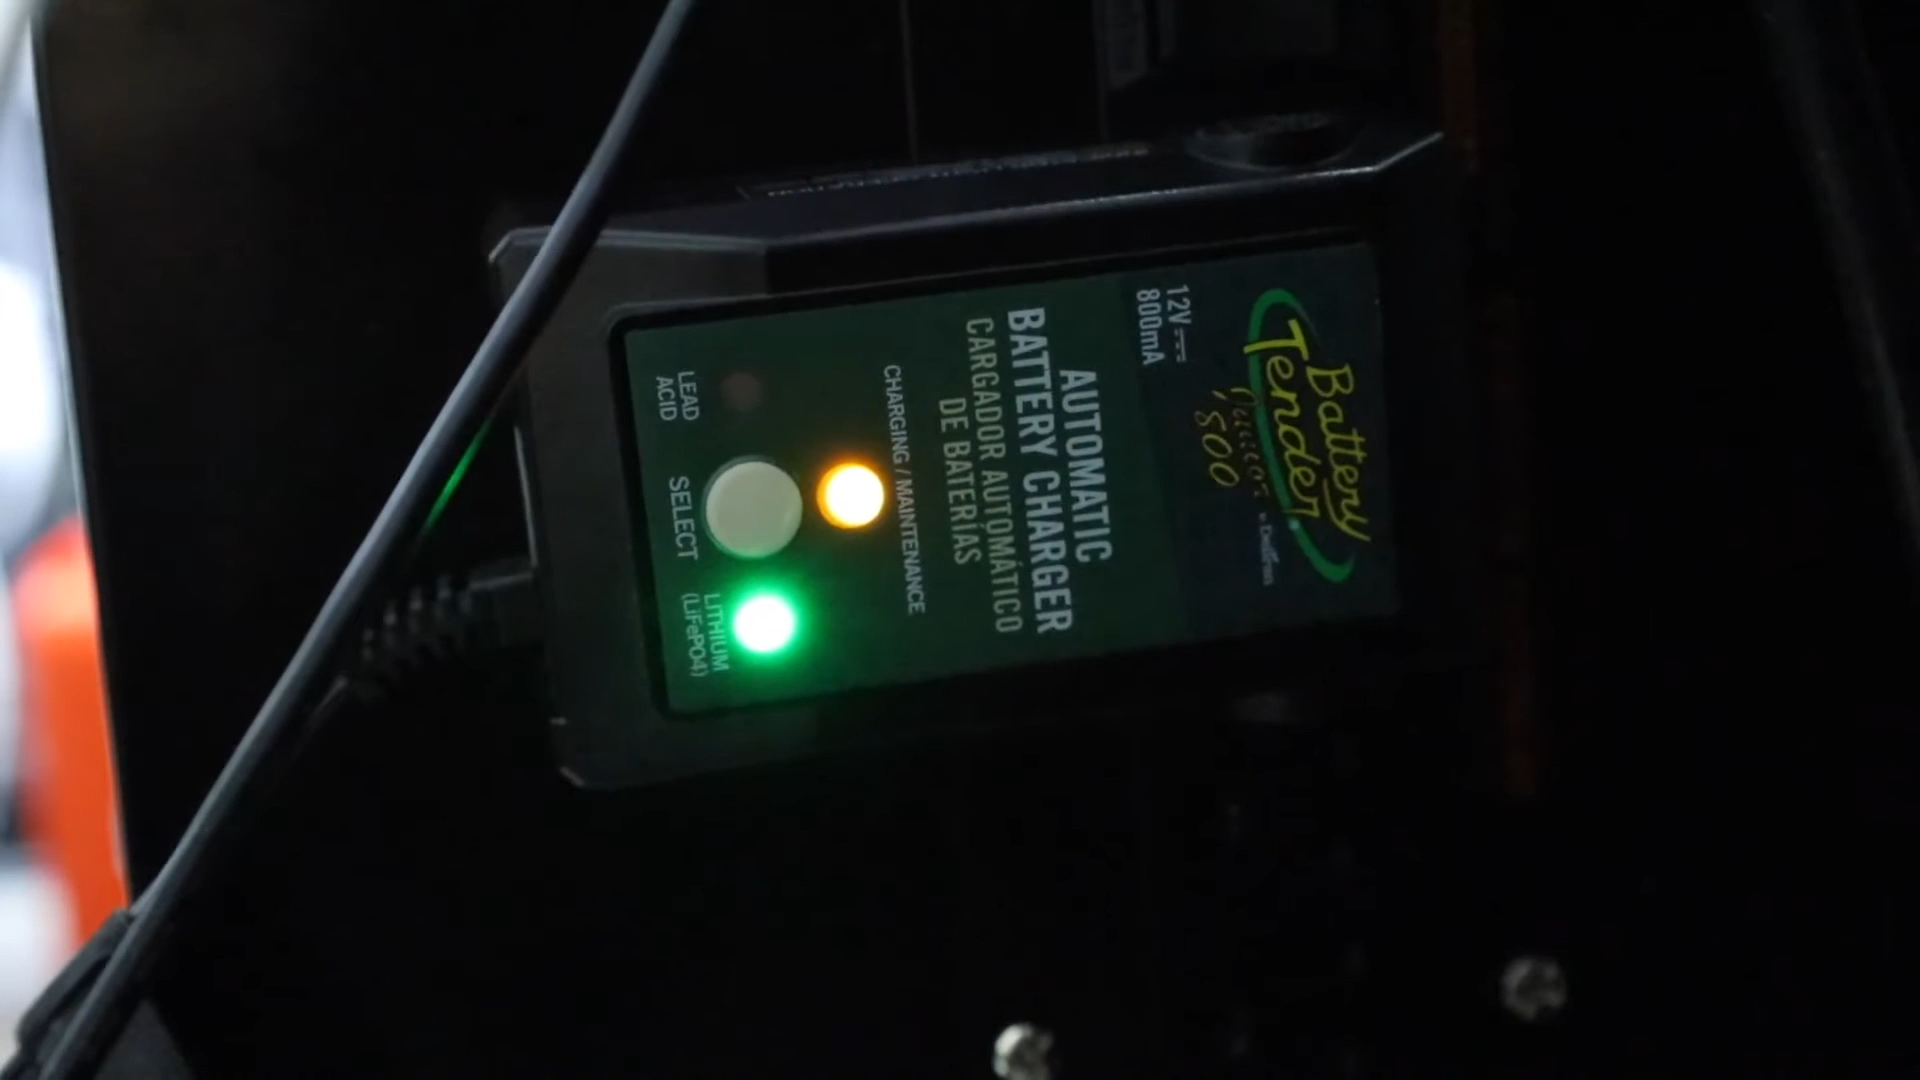 Battery
Tender
Junior
800
12V
800mA
AUTOMATIC
BATTERY CHARGER
CARGADOR AUTOMÁTICO
DE BATERÍAS
CHARGING / MAINTENANCE
LEAD
ACID
SELECT
LITHIUM
(LiFePO4)